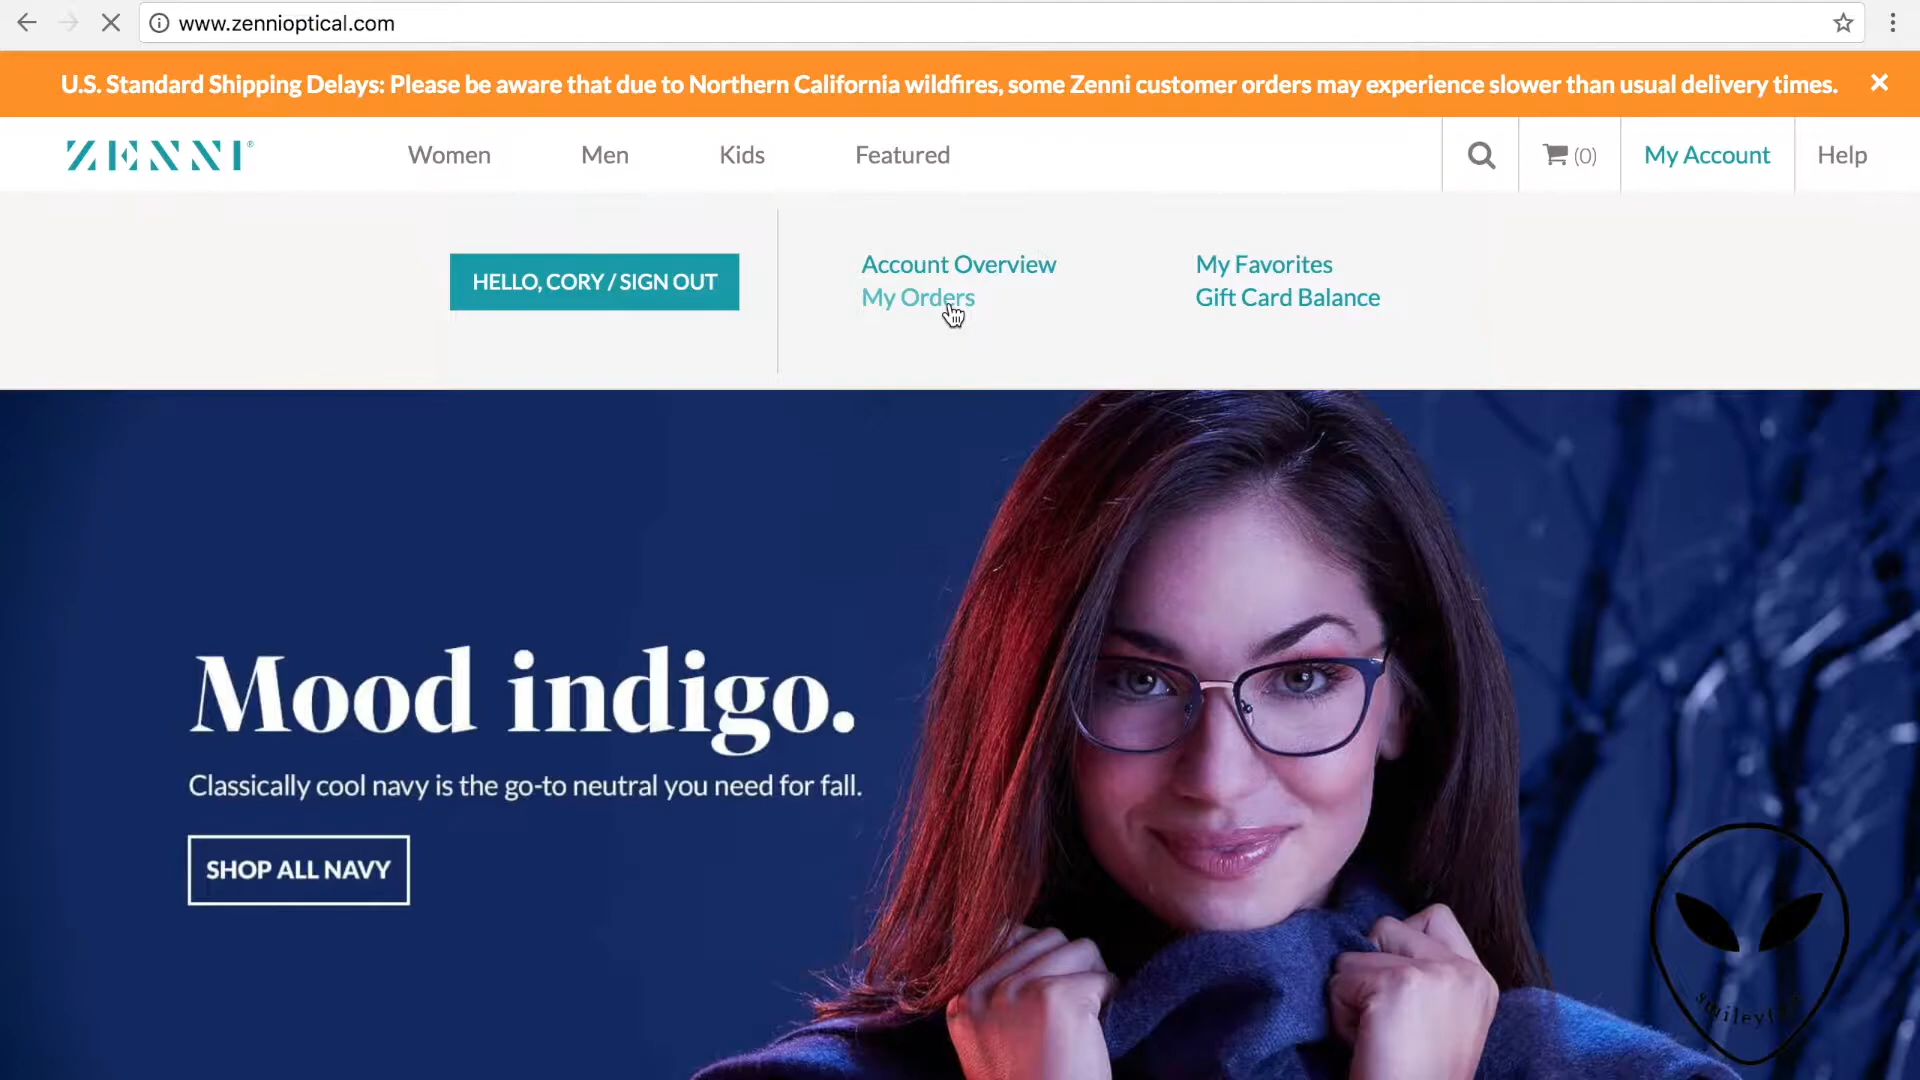 www.zennioptical.com
U.S. Standard Shipping Delays: Please be aware that due to Northern California wildfires, some Zenni customer orders may experience slower than usual delivery times.
ZENNI®
Women
Men
Kids
Featured
(0)
My Account
Help
HELLO, CORY / SIGN OUT
Account Overview
My Favorites
My Orders
Gift Card Balance
Mood indigo.
Classically cool navy is the go-to neutral you need for fall.
SHOP ALL NAVY